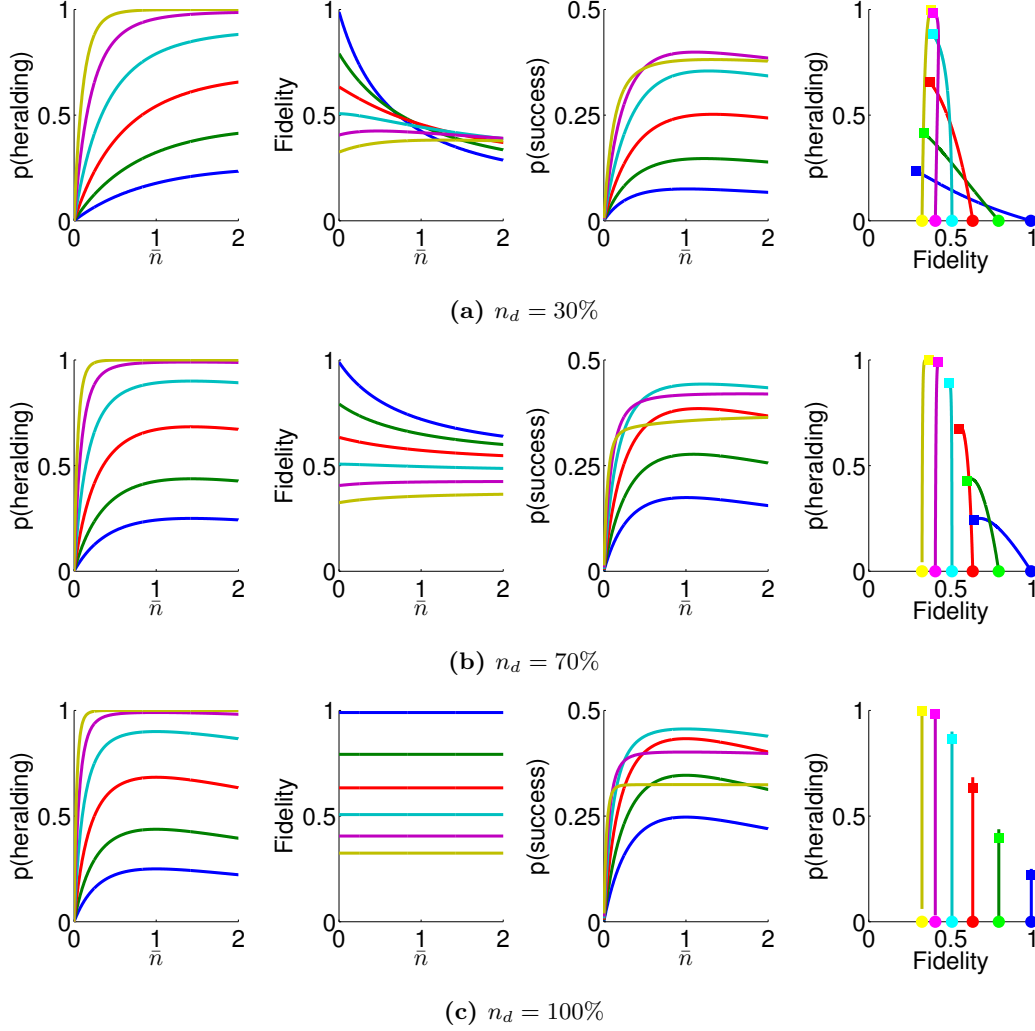 p(heralding)
1
0.5
0
0
1
2
n̄
Fidelity
1
0.5
0
0
1
2
n̄
p(success)
0.5
0.25
0
0
1
2
n̄
p(heralding)
1
0.5
0
0
0.5
1
Fidelity
(a) n_d = 30%
p(heralding)
1
0.5
0
0
1
2
n̄
Fidelity
1
0.5
0
0
1
2
n̄
p(success)
0.5
0.25
0
0
1
2
n̄
p(heralding)
1
0.5
0
0
0.5
1
Fidelity
(b) n_d = 70%
p(heralding)
1
0.5
0
0
1
2
n̄
Fidelity
1
0.5
0
0
1
2
n̄
p(success)
0.5
0.25
0
0
1
2
n̄
p(heralding)
1
0.5
0
0
0.5
1
Fidelity
(c) n_d = 100%